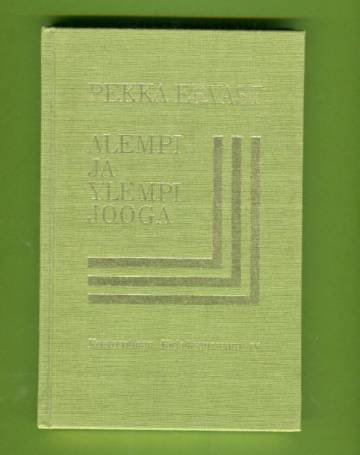 PEKKA ERVAST
ALEMPI
JA
YLEMPI
JOOGA